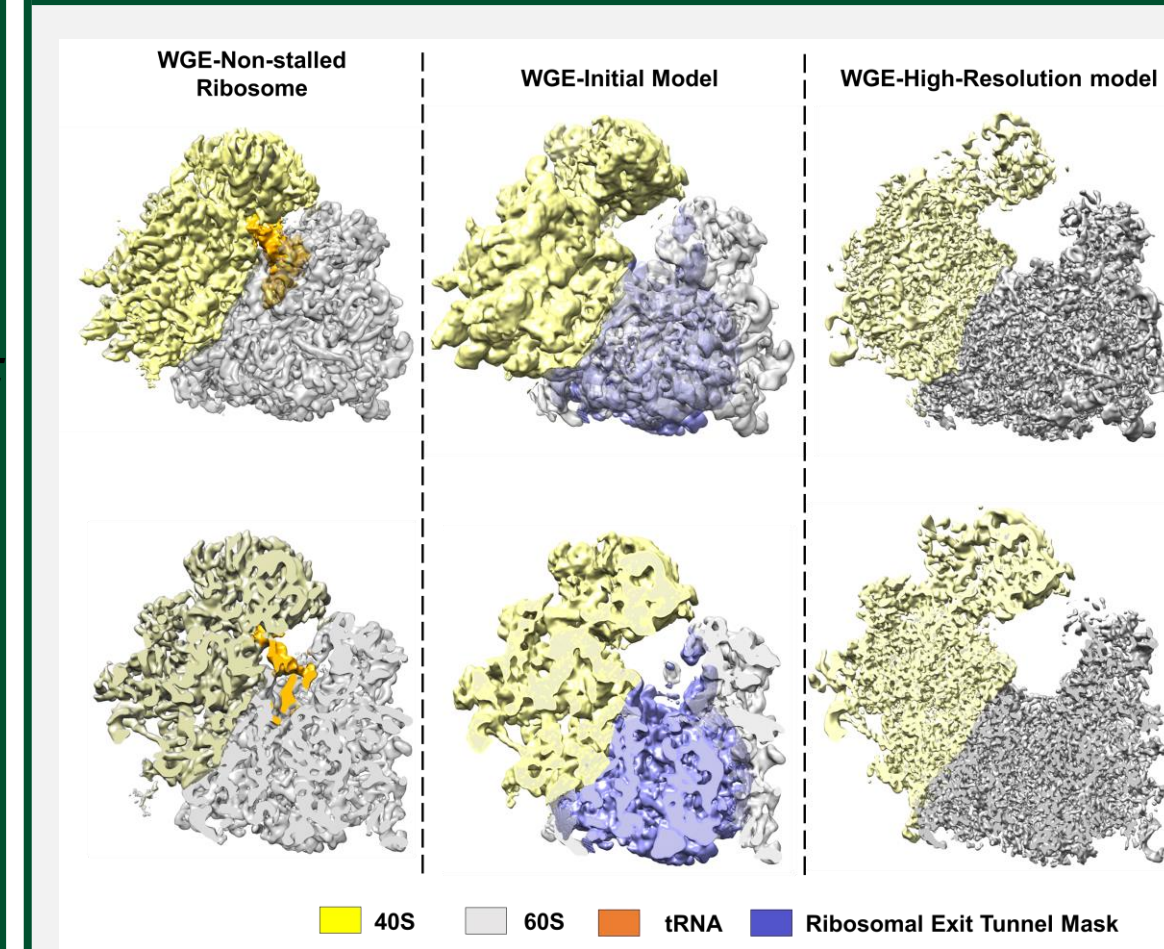 WGE-Non-stalled
Ribosome
WGE-Initial Model
WGE-High-Resolution model
40S
60S
tRNA
Ribosomal Exit Tunnel Mask